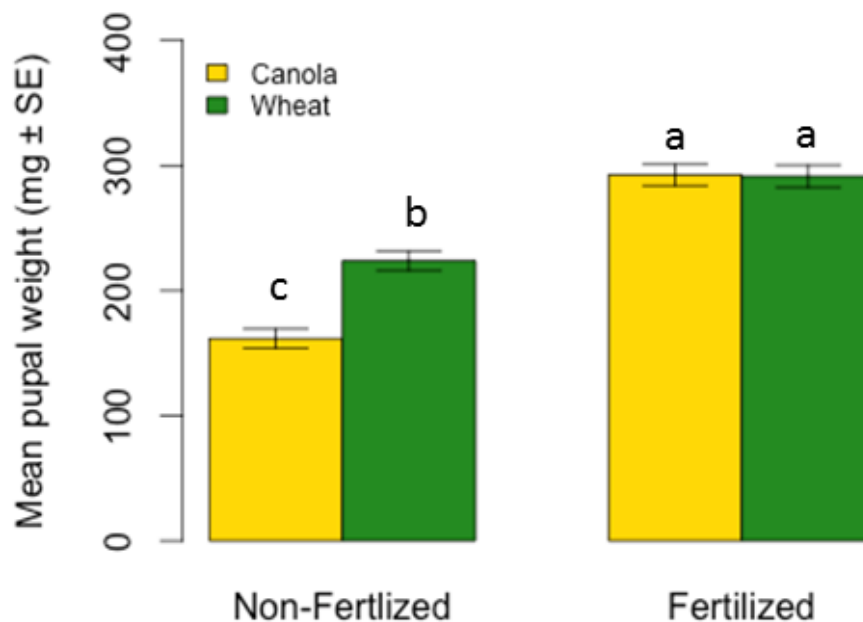 Mean pupal weight (mg ± SE)
400
300
200
100
0
Canola
Wheat
c
b
a
a
Non-Fertlized
Fertilized